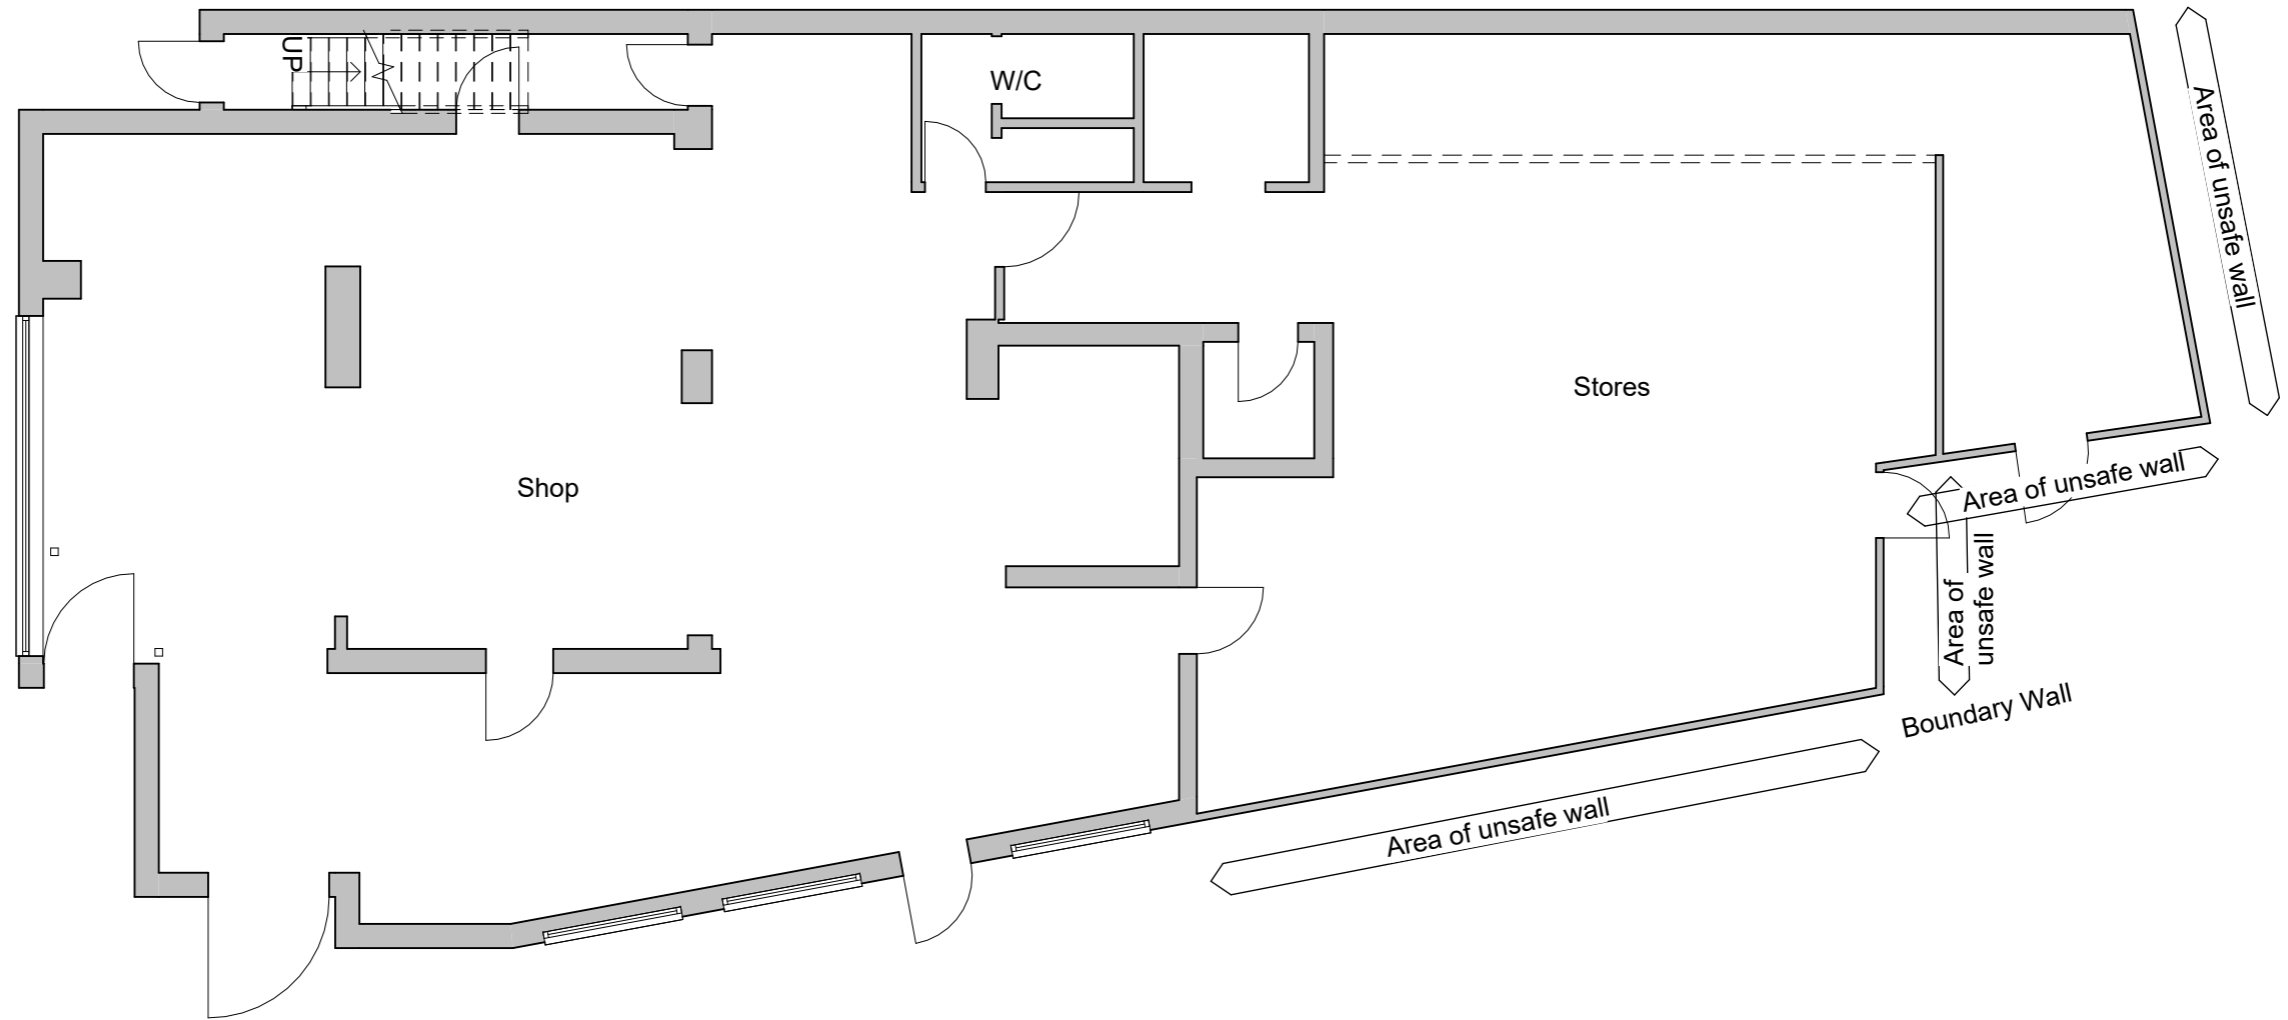 UP
W/C
Area of unsafe wall
Stores
Shop
Area of unsafe wall
Area of
unsafe wall
Boundary Wall
Area of unsafe wall